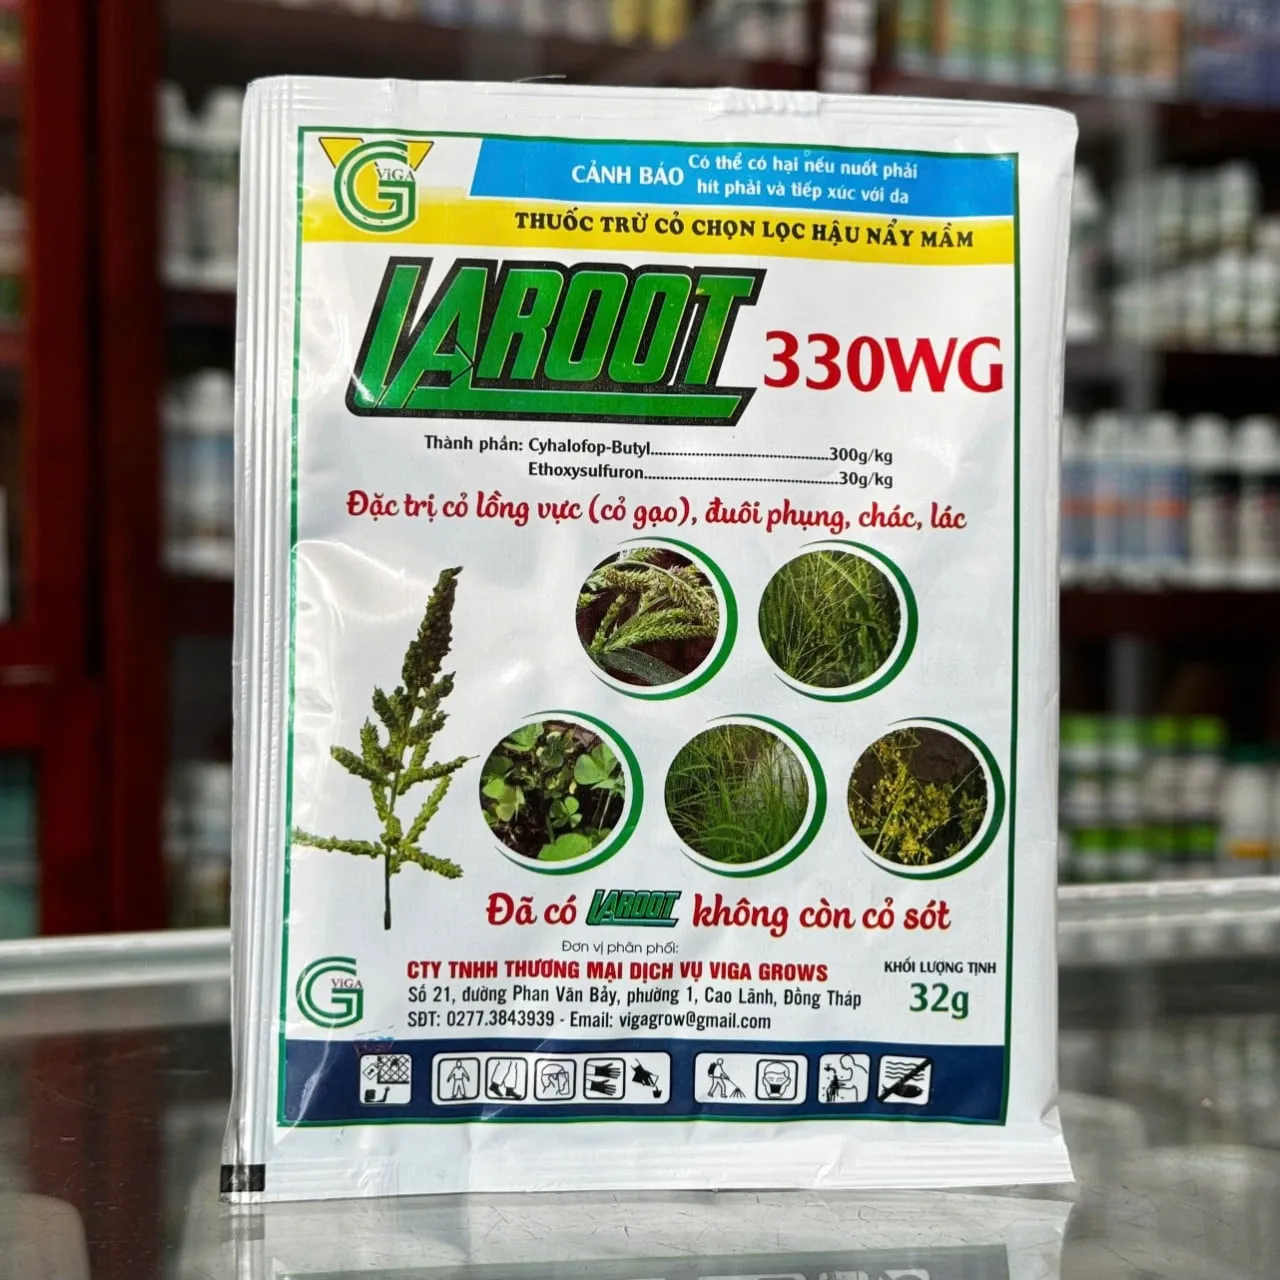 ViGA
CẢNH BÁO Có thể có hại nếu nuốt phải
hít phải và tiếp xúc với da
THUỐC TRỪ CỎ CHỌN LỌC HẬU NẨY MẦM
LAROOT 330WG
Thành phần: Cyhalofop-Butyl...........................................300g/kg
Ethoxysulfuron...............................................30g/kg
Đặc trị cỏ lồng vực (cỏ gạo), đuôi phụng, chác, lác
Đã có LAROOT không còn cỏ sót
Đơn vị phân phối:
ViGA
CTY TNHH THƯƠNG MẠI DỊCH VỤ VIGA GROWS
Số 21, đường Phan Văn Bảy, phường 1, Cao Lãnh, Đồng Tháp
SĐT: 0277.3843939 - Email: vigagrow@gmail.com
KHỐI LƯỢNG TỊNH
32g